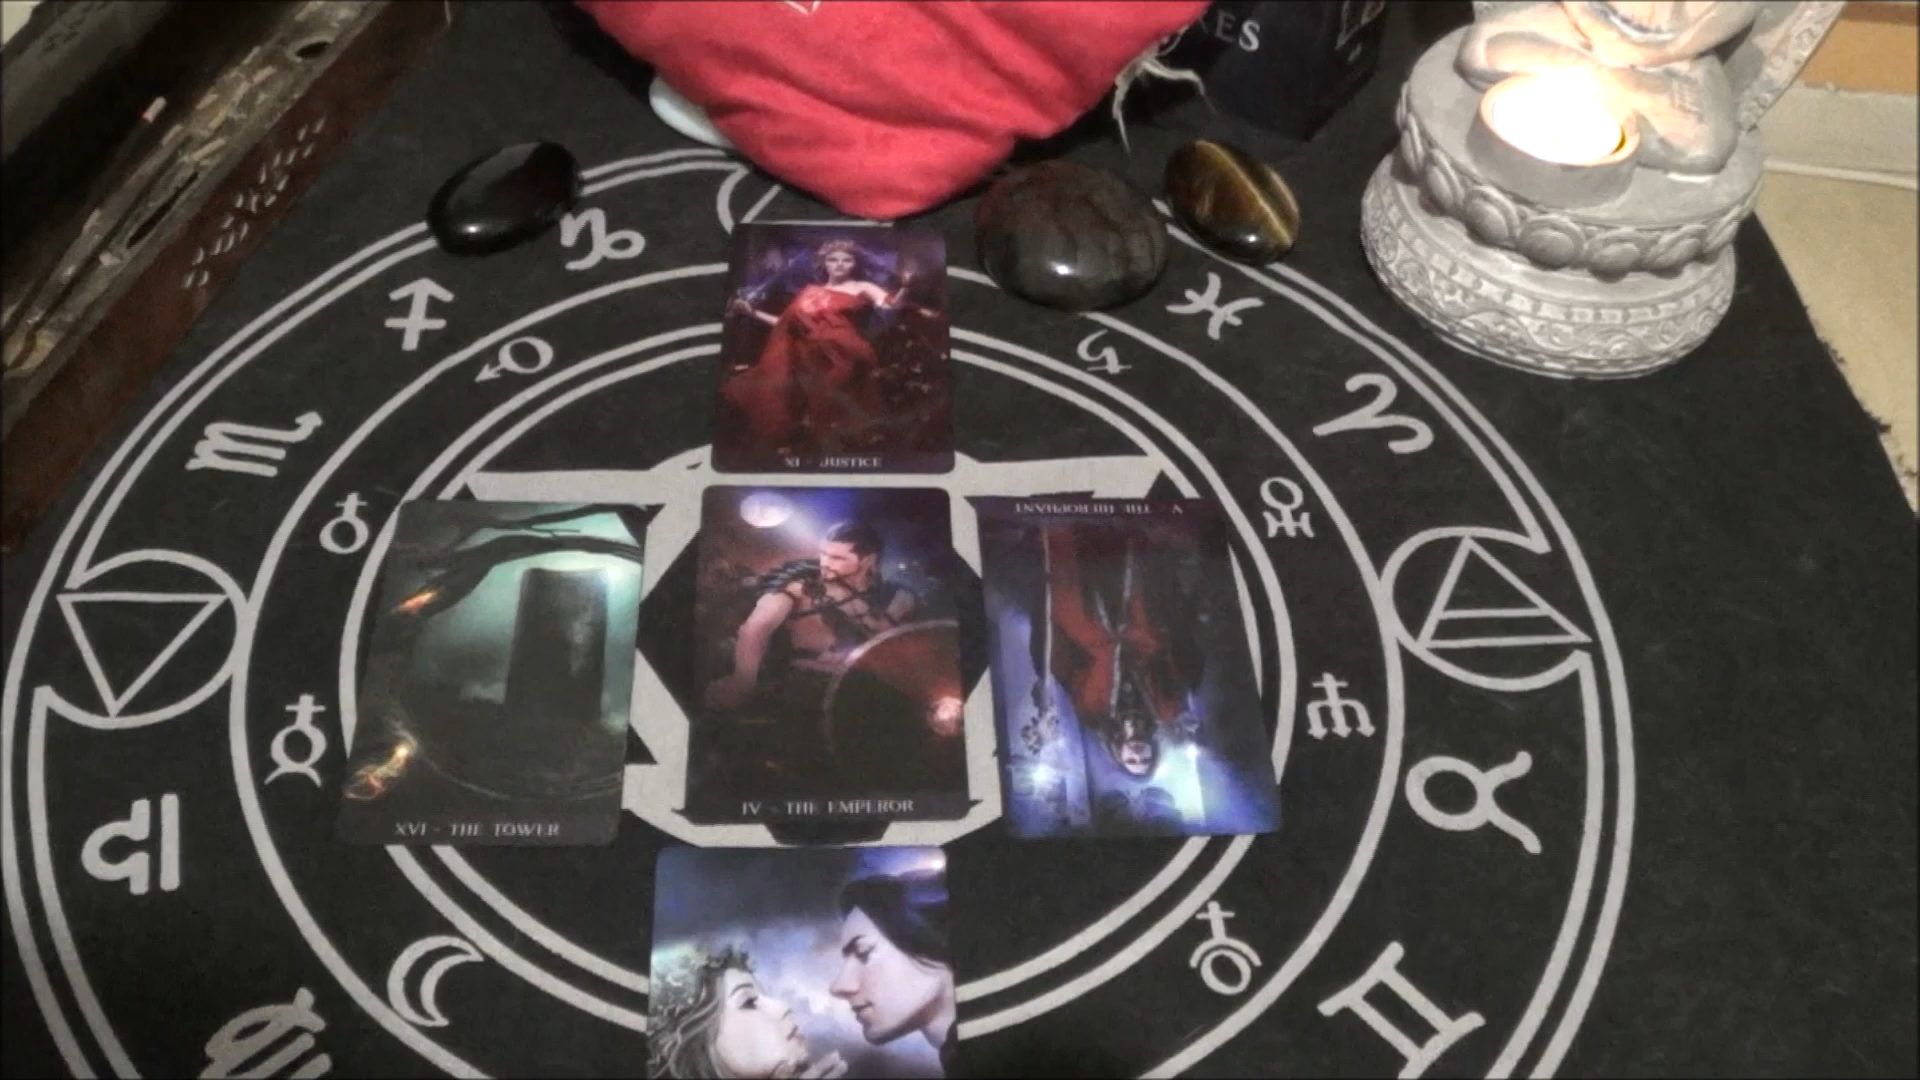 XI - JUSTICE
V - THE HIEROPHANT
XVI - THE TOWER
IV - THE EMPEROR